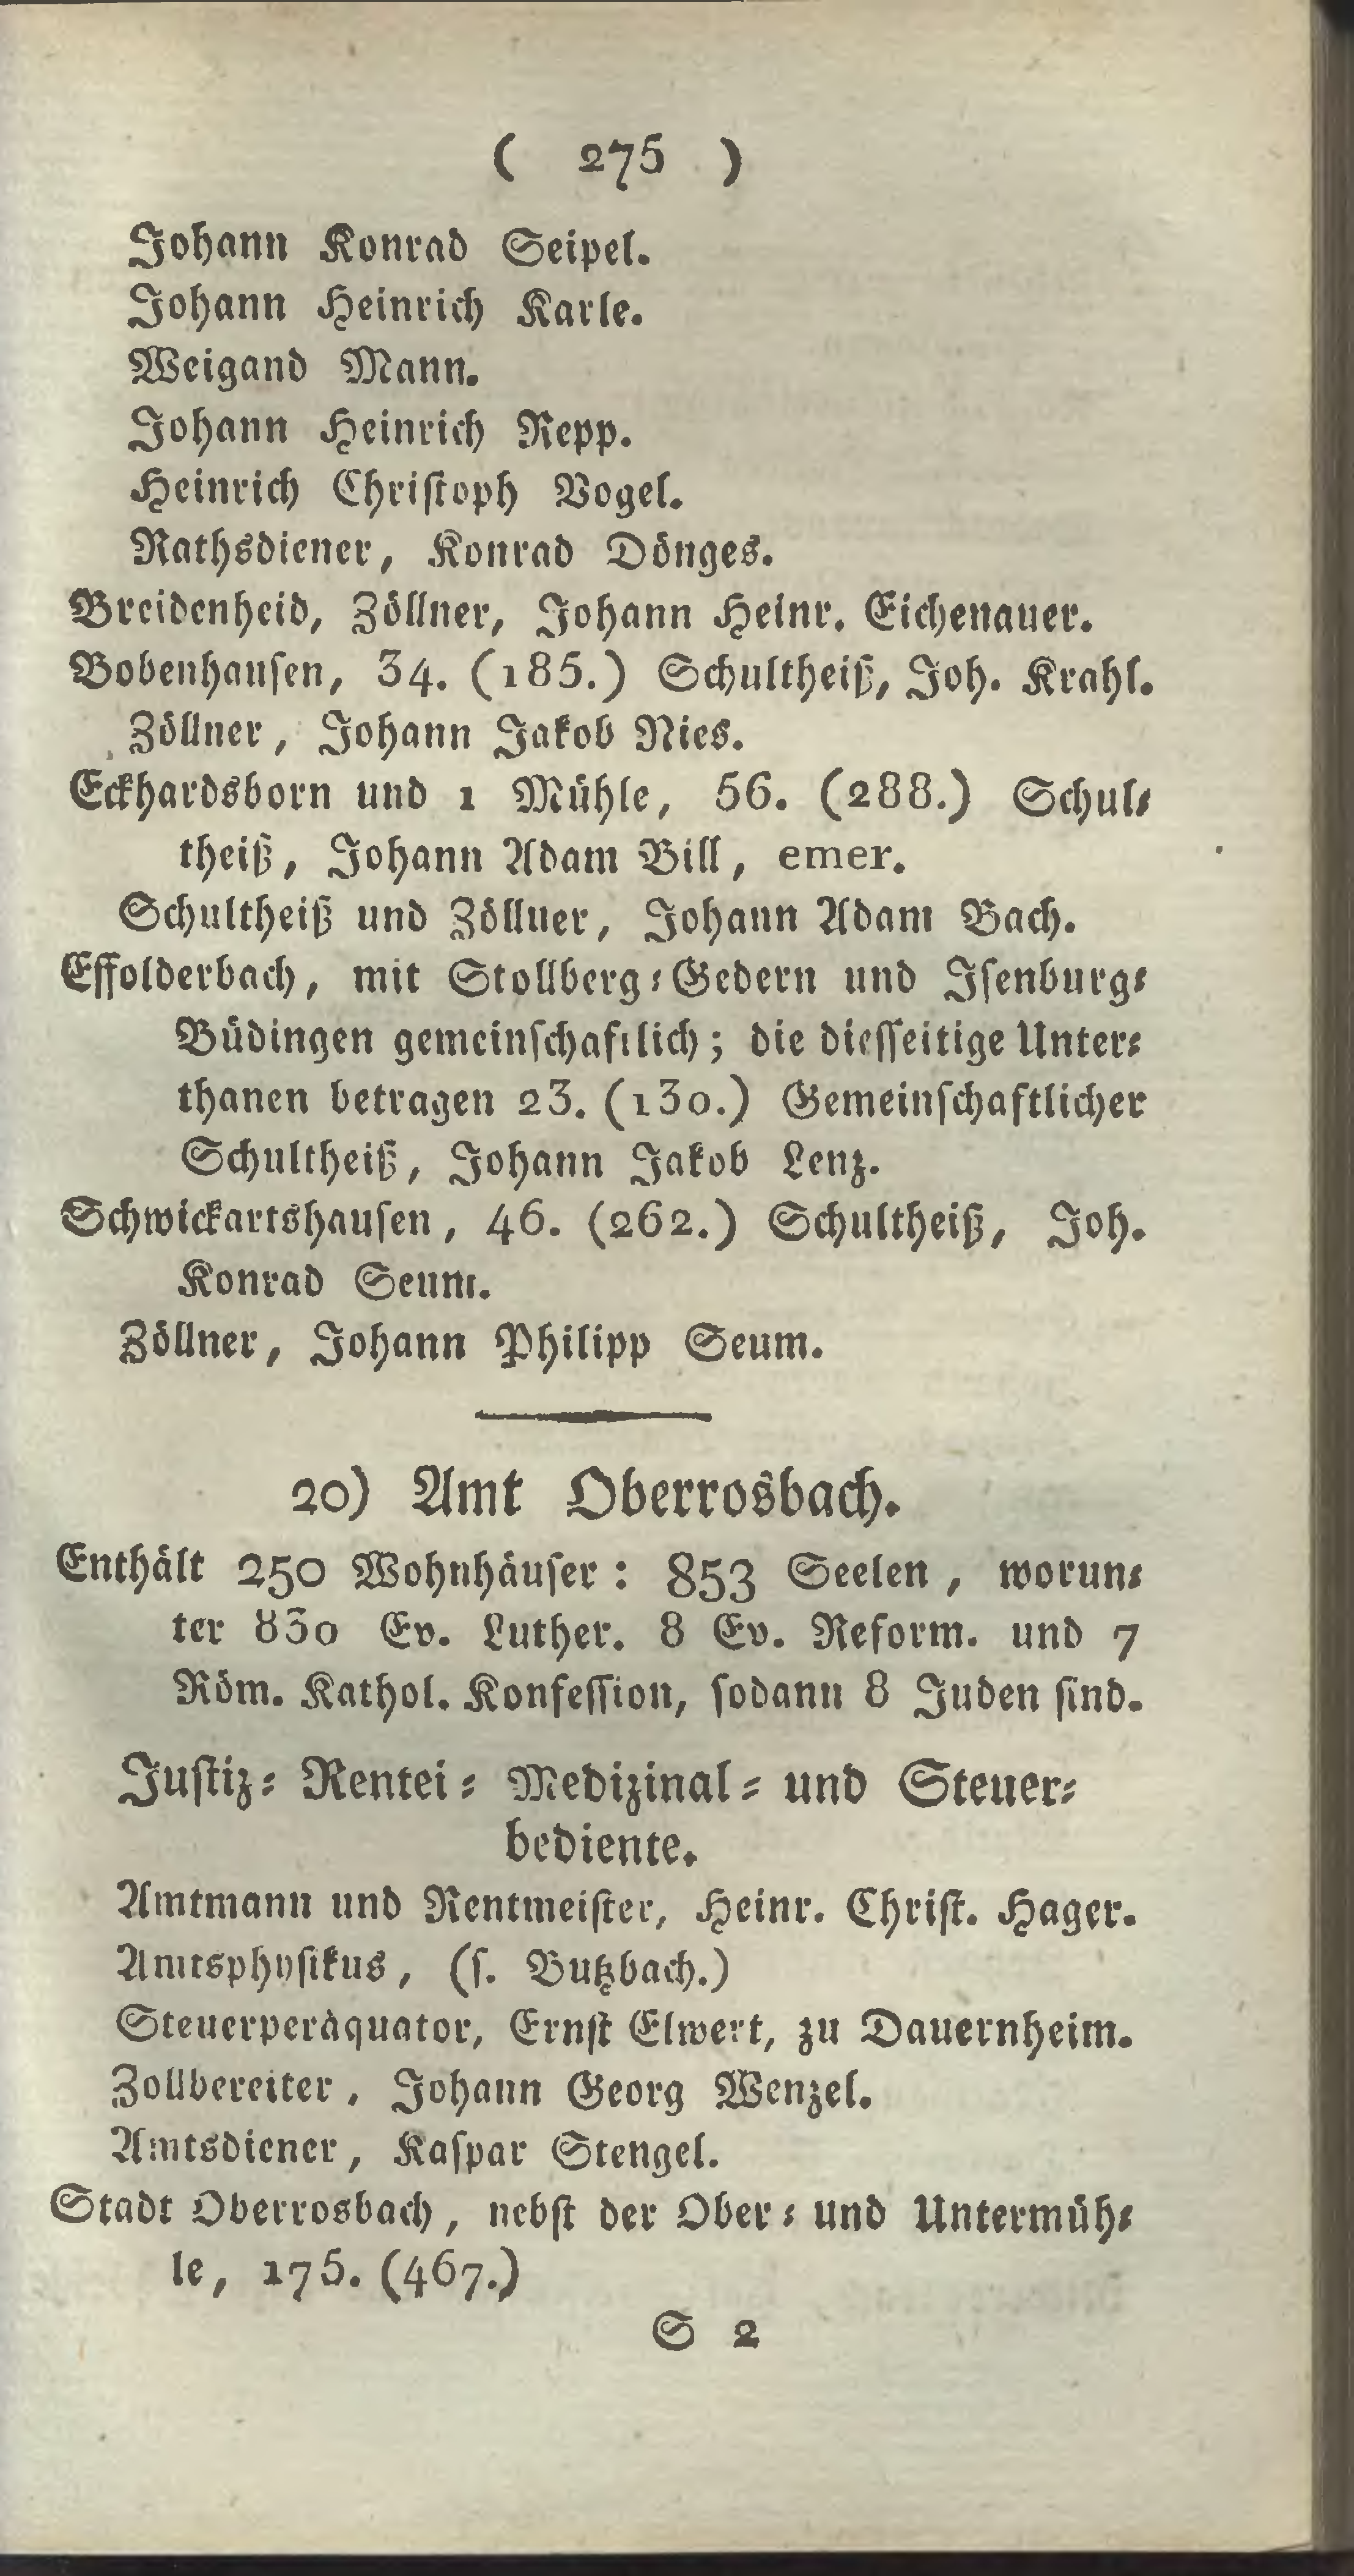 ( 275 )
Johann Konrad Seipel.
Johann Heinrich Karle.
Weigand Mann.
Johann Heinrich Repp.
Heinrich Chriſtoph Vogel.
Rathsdiener, Konrad Dönges.
Breidenheid, Zöllner, Johann Heinr. Eichenauer.
Bobenhauſen, 34. (185.) Schultheiß, Joh. Krahl.
Zöllner, Johann Jakob Nies.
Eckhardsborn und 1 Mühle, 56. (288.) Schul⸗
theiß, Johann Adam Bill, emer.
Schultheiß und Zöllner, Johann Adam Bach.
Effolderbach, mit Stollberg⸗Gedern und Iſenburg⸗
Büdingen gemeinſchaftlich; die dieſſeitige Unter⸗
thanen betragen 23. (130.) Gemeinſchaftlicher
Schultheiß, Johann Jakob Lenz.
Schwickartshauſen, 46. (262.) Schultheiß, Joh.
Konrad Seum.
Zöllner, Johann Philipp Seum.
20) Amt Oberrosbach.
Enthält 250 Wohnhäuſer: 853 Seelen, worun⸗
ter 830 Ev. Luther. 8 Ev. Reform. und 7
Röm. Kathol. Konfeſſion, ſodann 8 Juden ſind.
Juſtiz⸗ Rentei⸗ Medizinal⸗ und Steuer⸗
bediente.
Amtmann und Rentmeiſter, Heinr. Chriſt. Hager.
Amtsphyſikus, (ſ. Butzbach.)
Steuerperäquator, Ernſt Elwert, zu Dauernheim.
Zollbereiter, Johann Georg Wenzel.
Amtsdiener, Kaſpar Stengel.
Stadt Oberrosbach, nebſt der Ober⸗ und Untermüh⸗
le, 175. (467.)
S 2